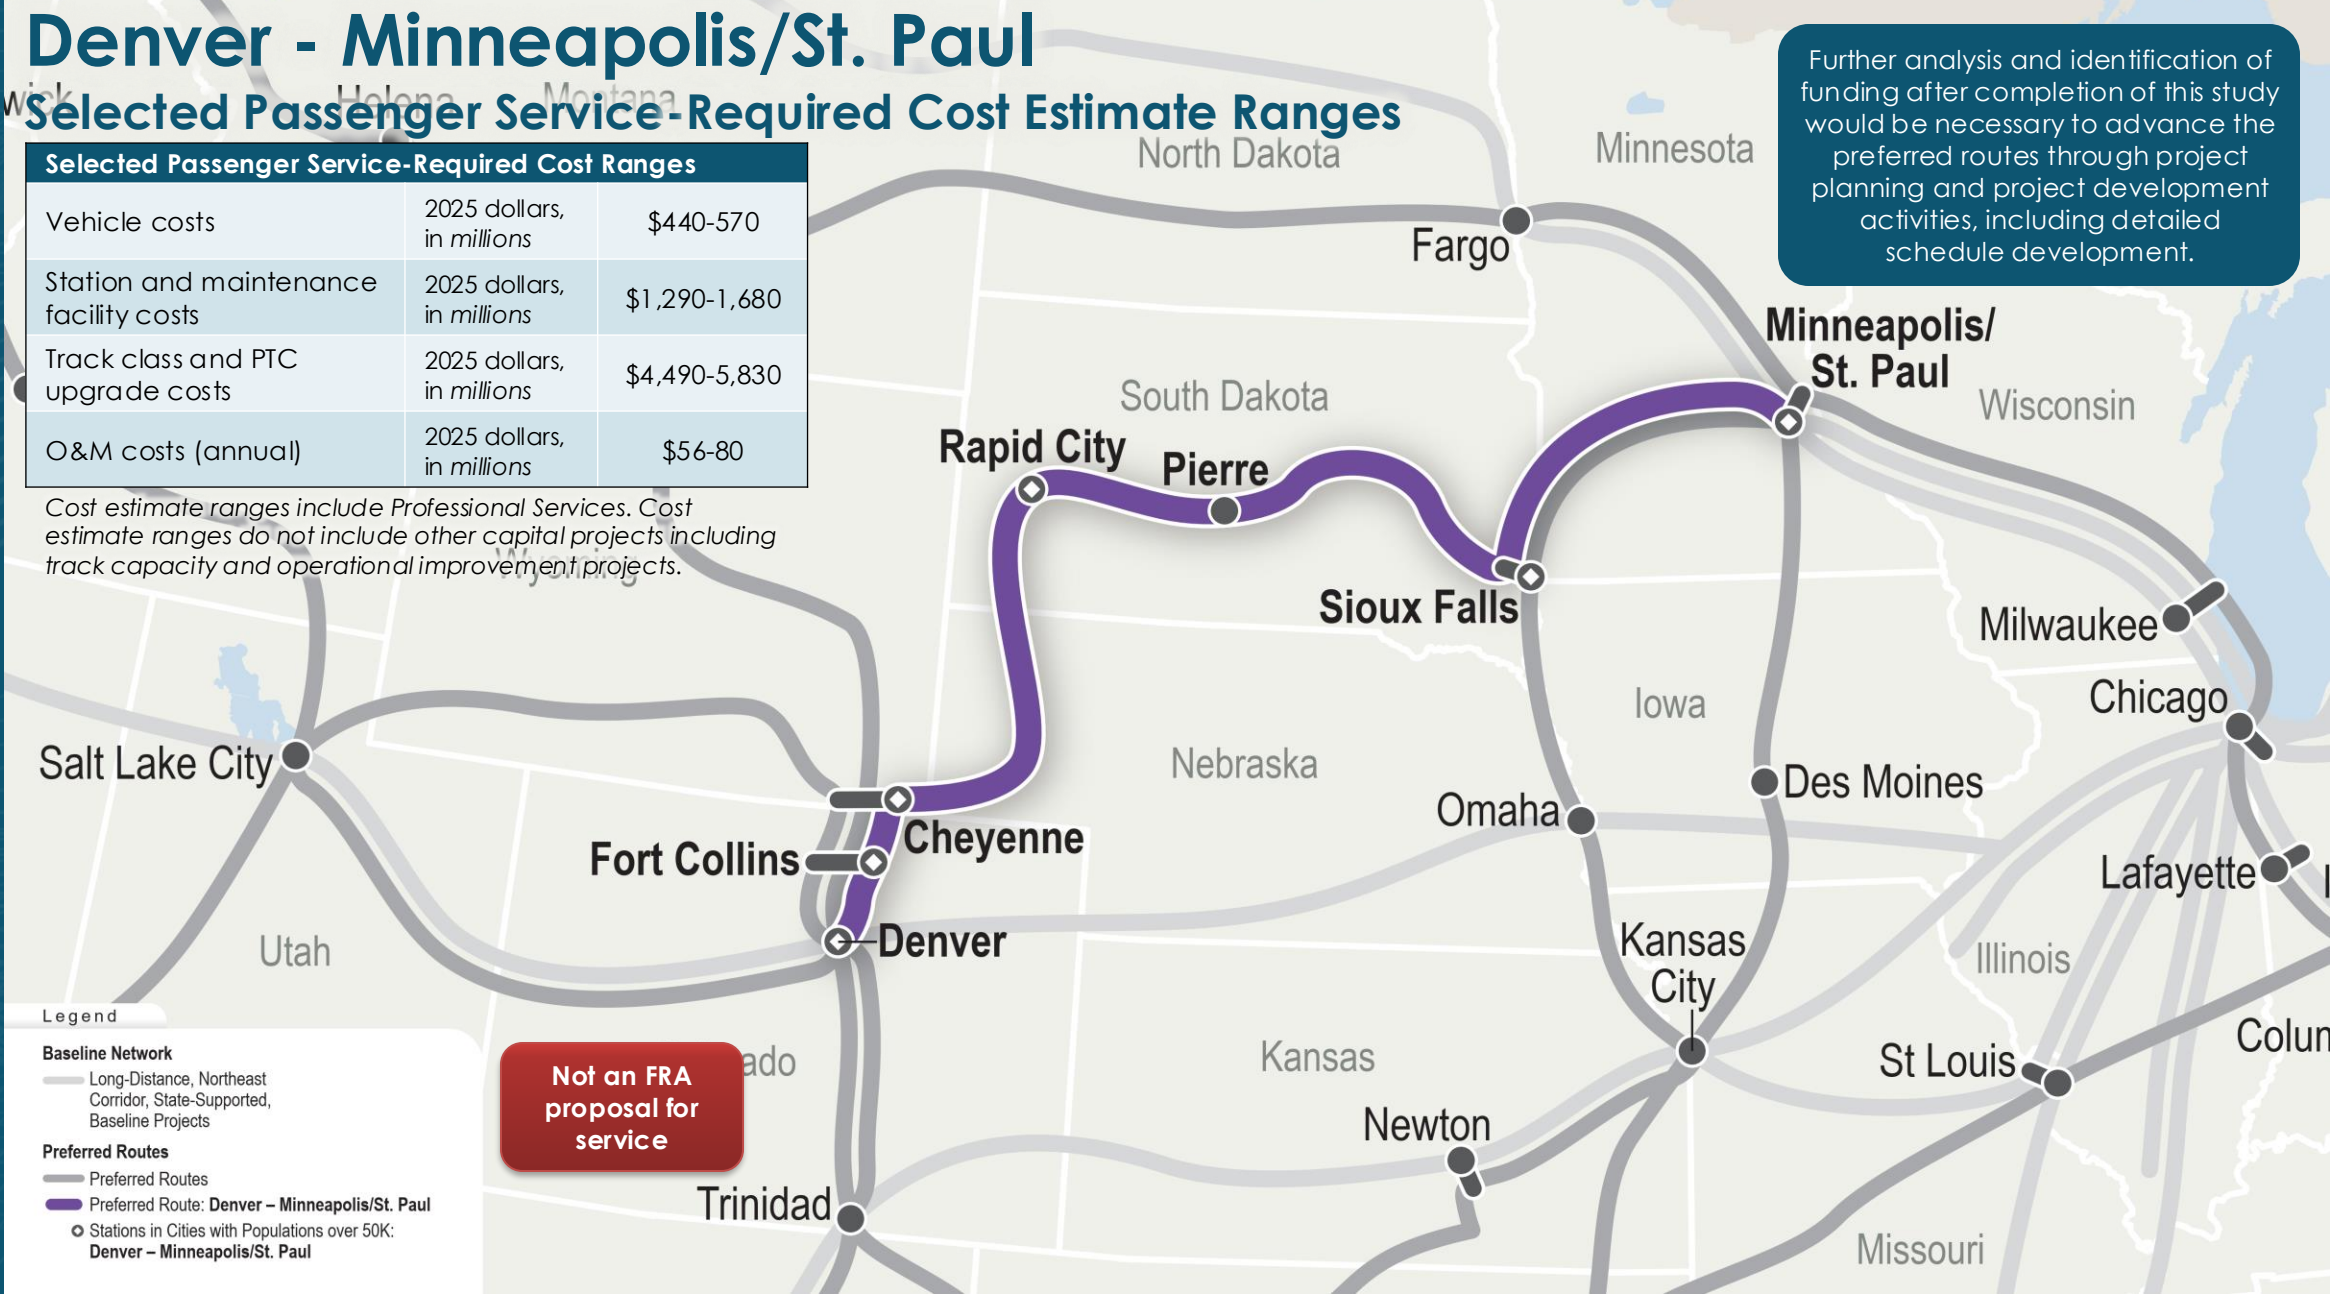 Denver - Minneapolis/St. Paul
Selected Passenger Service-Required Cost Estimate Ranges
Selected Passenger Service-Required Cost Ranges
Vehicle costs
2025 dollars,
in millions
$440-570
Station and maintenance
facility costs
2025 dollars,
in millions
$1,290-1,680
Track class and PTC
upgrade costs
2025 dollars,
in millions
$4,490-5,830
O&M costs (annual)
2025 dollars,
in millions
$56-80
Cost estimate ranges include Professional Services. Cost
estimate ranges do not include other capital projects including
track capacity and operational improvement projects.
Further analysis and identification of
funding after completion of this study
would be necessary to advance the
preferred routes through project
planning and project development
activities, including detailed
schedule development.
wick
Helena
Montana
North Dakota
Minnesota
Fargo
Minneapolis/
St. Paul
South Dakota
Wisconsin
Rapid City
Pierre
Wyoming
Sioux Falls
Milwaukee
Chicago
Iowa
Salt Lake City
Nebraska
Des Moines
Omaha
Cheyenne
Fort Collins
Lafayette
Denver
Utah
Kansas
City
Illinois
Colum
Kansas
St Louis
ado
Newton
Trinidad
Missouri
Not an FRA
proposal for
service
Legend
Baseline Network
Long-Distance, Northeast
Corridor, State-Supported,
Baseline Projects
Preferred Routes
Preferred Routes
Preferred Route: Denver – Minneapolis/St. Paul
Stations in Cities with Populations over 50K:
Denver – Minneapolis/St. Paul